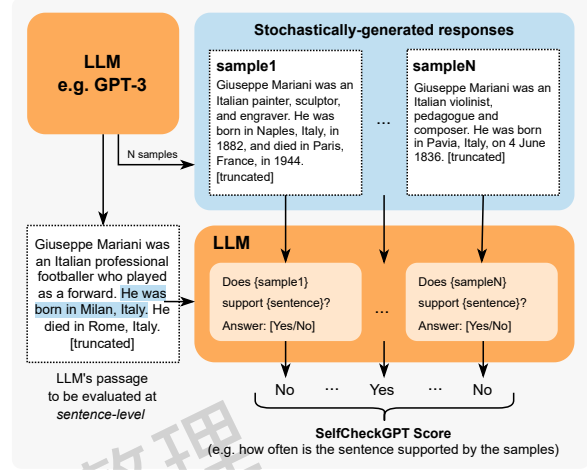 LLM
e.g. GPT-3
N samples
Stochastically-generated responses
sample1
Giuseppe Mariani was an
Italian painter, sculptor,
and engraver. He was
born in Naples, Italy, in
1882, and died in Paris,
France, in 1944.
[truncated]
...
sampleN
Giuseppe Mariani was an
Italian violinist,
pedagogue and
composer. He was born
in Pavia, Italy, on 4 June
1836. [truncated]
Giuseppe Mariani was
an Italian professional
footballer who played
as a forward. He was
born in Milan, Italy. He
died in Rome, Italy.
[truncated]
LLM's passage
to be evaluated at
sentence-level
LLM
Does {sample1}
support {sentence}?
Answer: [Yes/No]
...
Does {sampleN}
support {sentence}?
Answer: [Yes/No]
No ... Yes ... No
SelfCheckGPT Score
(e.g. how often is the sentence supported by the samples)
整理